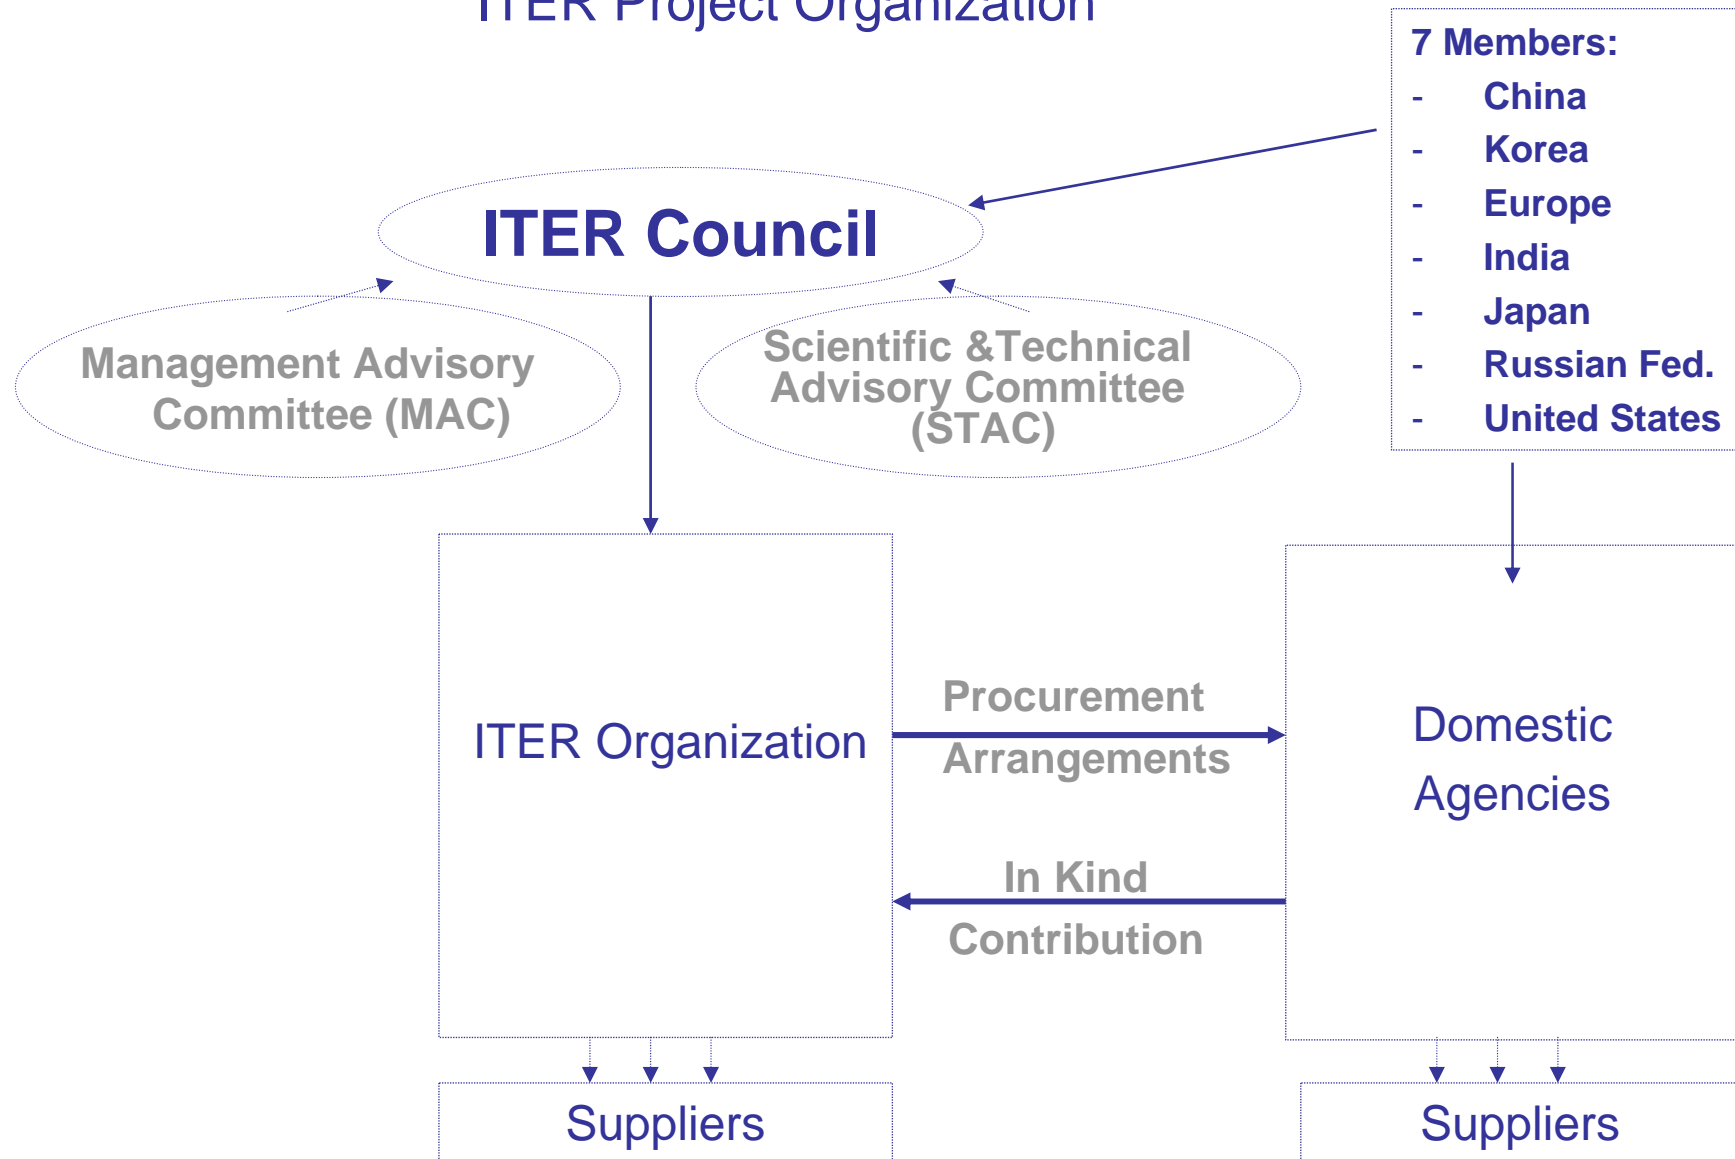 ITER Project Organization
7 Members:
- China
- Korea
- Europe
- India
- Japan
- Russian Fed.
- United States
ITER Council
Management Advisory
Committee (MAC)
Scientific &Technical
Advisory Committee
(STAC)
ITER Organization
Procurement
Arrangements
In Kind
Contribution
Domestic
Agencies
Suppliers
Suppliers